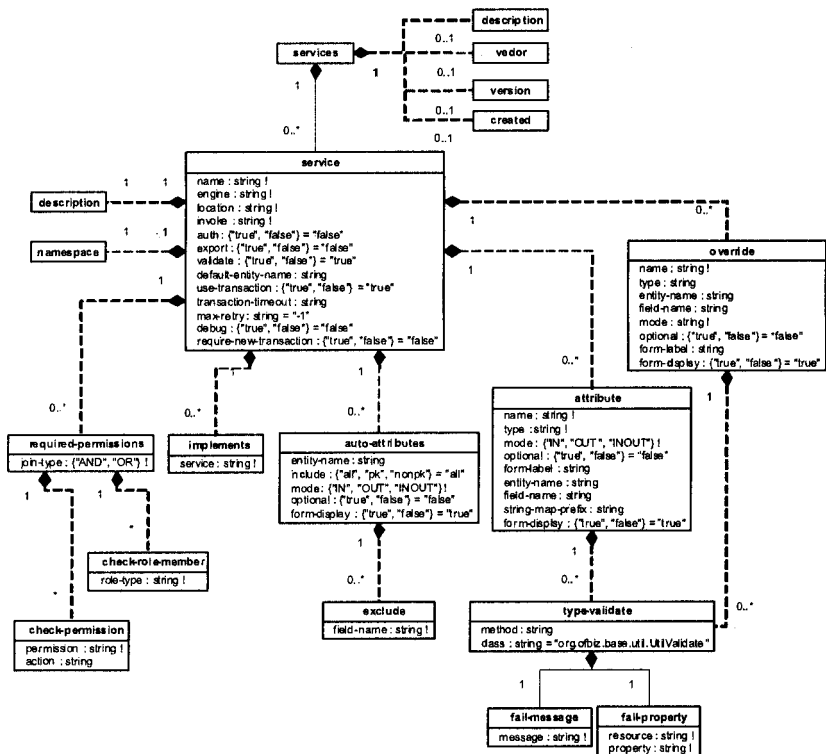 description
services
0..1
vedor
1
1
0..1
version
0..1
created
0..*
0..1
service
name : string !
engine : string !
location : string !
invoke : string !
auth : {"true", "false"} = "false"
export : {"true", "false"} = "false"
validate : {"true", "false"} = "true"
default-entity-name : string
use-transaction : {"true", "false"} = "true"
transaction-timeout : string
max-retry : string = "-1"
debug : {"true", "false"} = "false"
require-new-transaction : {"true", "false"} = "false"
description
1
1
namespace
1
1
1
0..*
1
0..*
override
name : string !
type : string
entity-name : string
field-name : string
mode : string !
optional : {"true", "false"} = "false"
form-label : string
form-display : {"true", "false"} = "true"
1
1
1
0..*
0..*
0..*
1
required-permissions
join-type : {"AND", "OR"} !
implements
service : string !
auto-attributes
entity-name : string
include : {"all", "pk", "nonpk"} = "all"
mode: {"IN", "OUT", "INOUT"} !
optional : {"true", "false"} = "false"
form-display : {"true", "false"} = "true"
attribute
name : string !
type : string !
mode : {"IN", "OUT", "INOUT"} !
optional : {"true", "false"} = "false"
form-label : string
entity-name : string
field-name : string
string-map-prefix : string
form-display : {"true", "false"} = "true"
1
1
*
1
1
check-role-member
role-type : string !
0..*
0..*
*
exclude
field-name : string !
type-validate
method : string
class : string = "org.ofbiz.base.util.UtilValidate"
0..*
check-permission
permission : string !
action : string
1
1
fail-message
message : string !
fail-property
resource : string !
property : string !